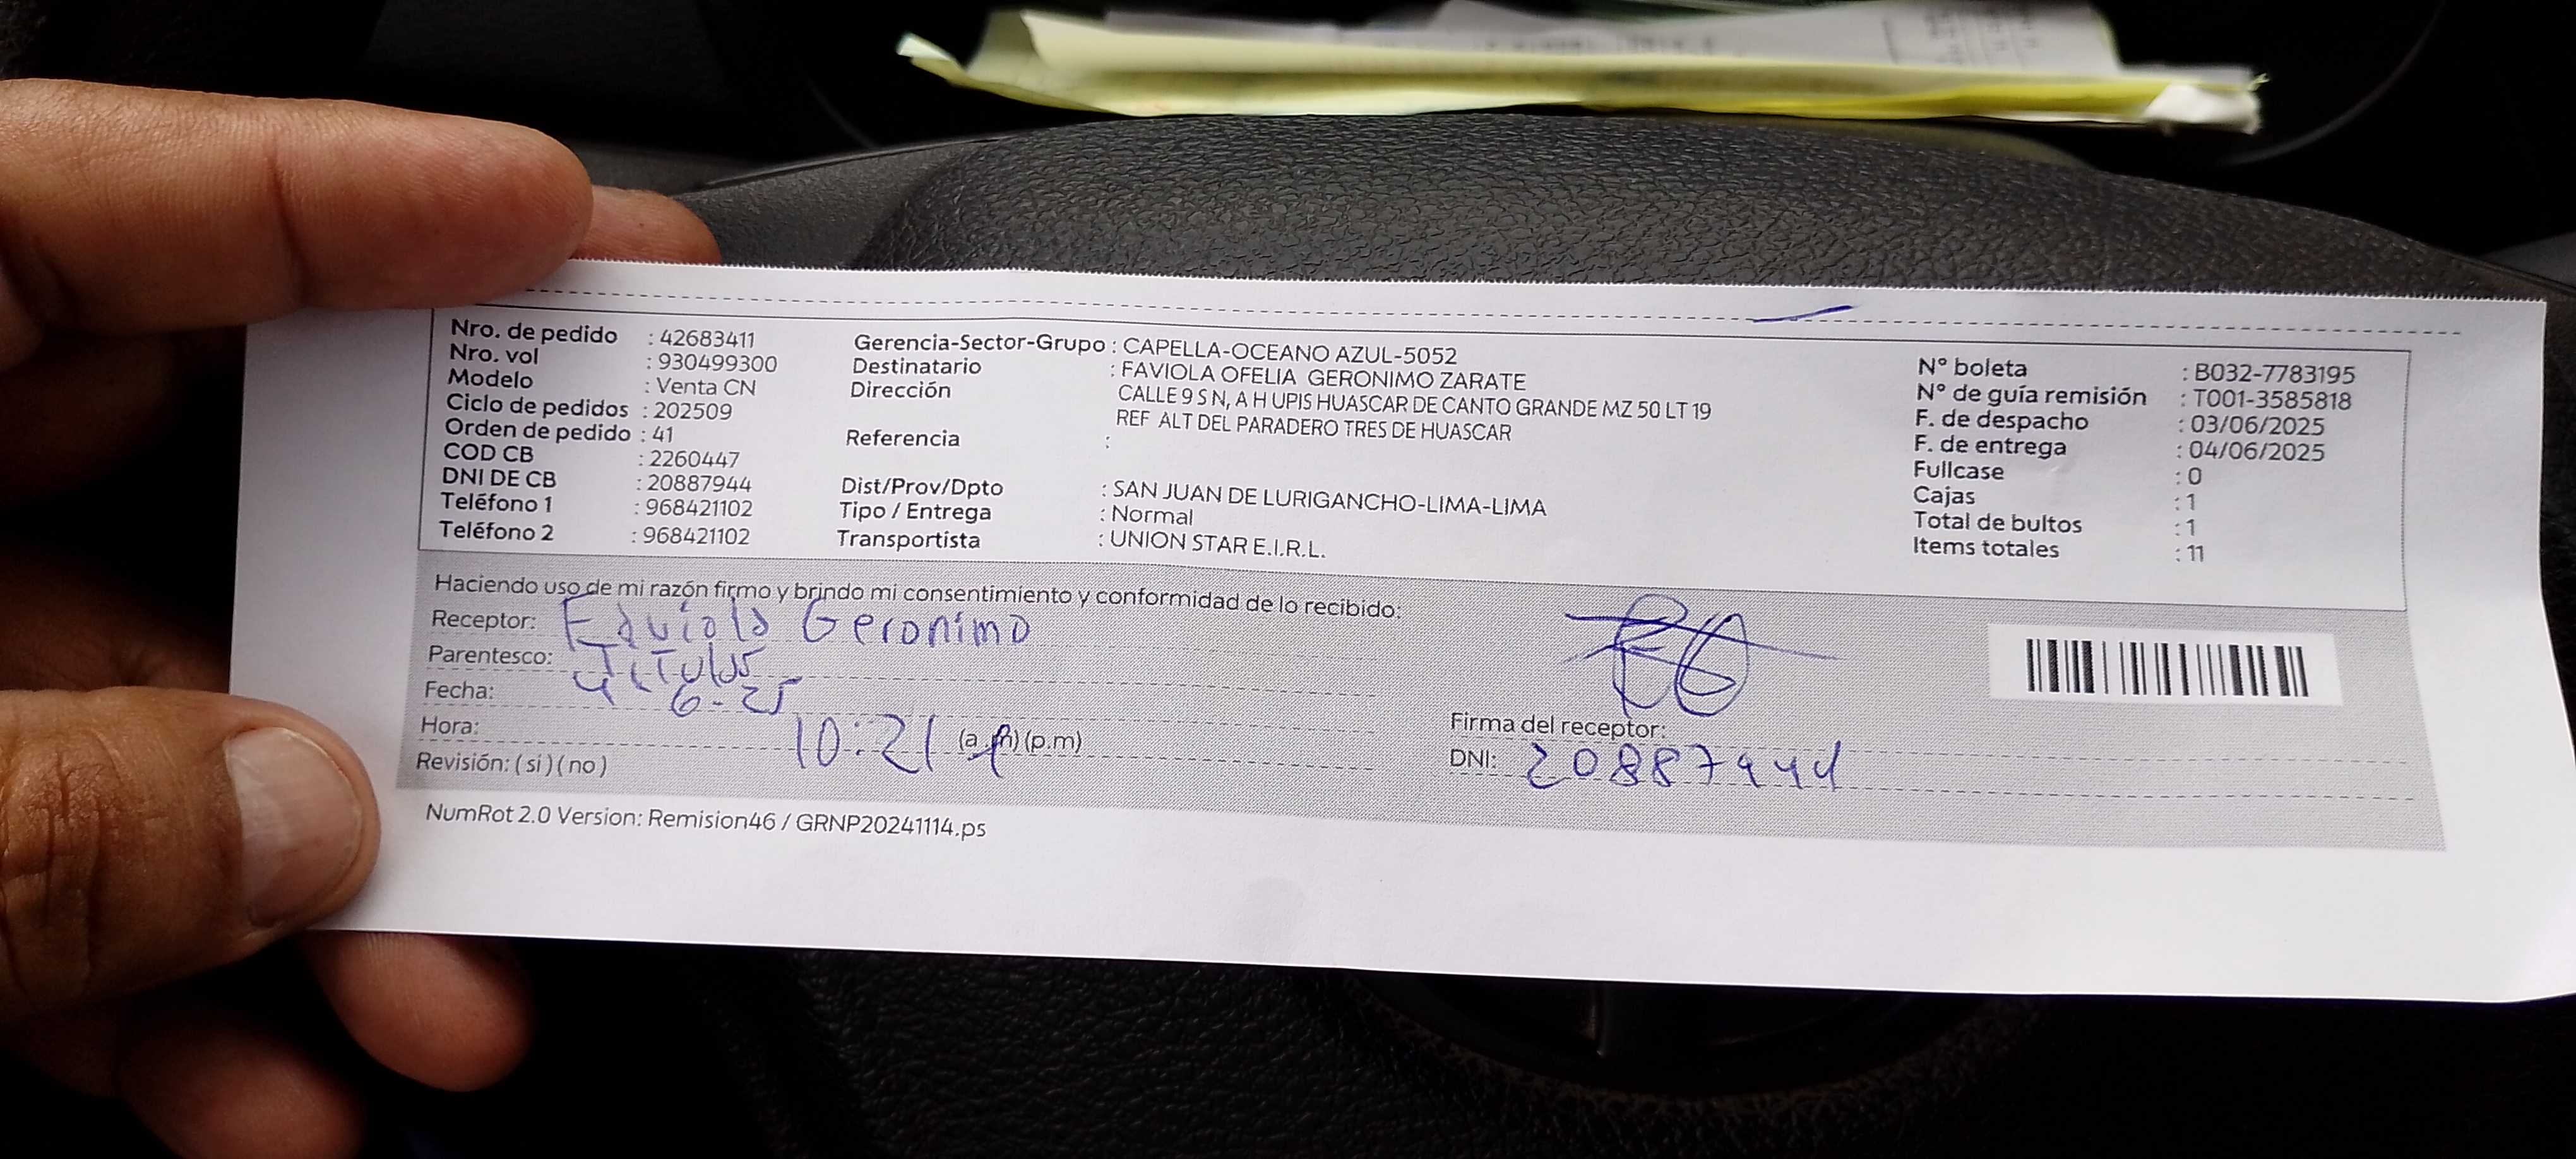 Nro. de pedido : 42683411
Nro. vol : 930499300
Modelo : Venta CN
Ciclo de pedidos : 202509
Orden de pedido : 41
COD CB : 2260447
DNI DE CB : 20887944
Teléfono 1 : 968421102
Teléfono 2 : 968421102
Gerencia-Sector-Grupo : CAPELLA-OCEANO AZUL-5052
Destinatario : FAVIOLA OFELIA GERONIMO ZARATE
Dirección : CALLE 9 S N, A H UPIS HUASCAR DE CANTO GRANDE MZ 50 LT 19
REF ALT DEL PARADERO TRES DE HUASCAR
Referencia :
Dist/Prov/Dpto : SAN JUAN DE LURIGANCHO-LIMA-LIMA
Tipo / Entrega : Normal
Transportista : UNION STAR E.I.R.L.
N° boleta : B032-7783195
N° de guía remisión : T001-3585818
F. de despacho : 03/06/2025
F. de entrega : 04/06/2025
Fullcase : 0
Cajas : 1
Total de bultos : 1
Items totales : 11
Haciendo uso de mi razón firmo y brindo mi consentimiento y conformidad de lo recibido:
Receptor: Faviola Geronimo
Parentesco: Titular
Fecha: 4-6-25
Hora: 10:21 (a.m) (p.m)
Revisión: ( si ) ( no )
Firma del receptor:
DNI: 20887944
NumRot 2.0 Version: Remision46 / GRNP20241114.ps